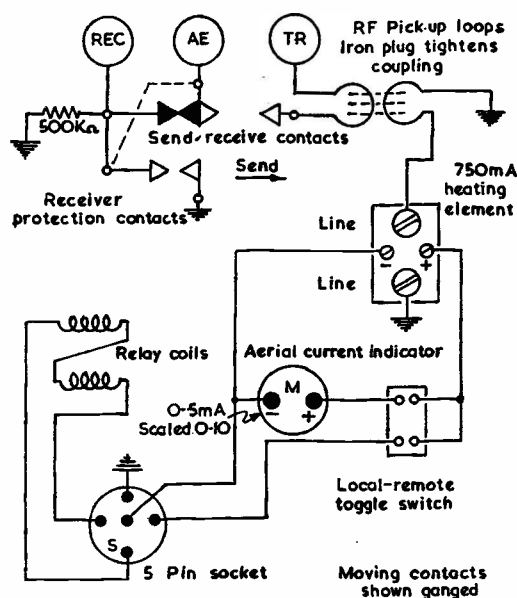 REC
AE
TR
RF Pick-up loops
Iron plug tightens
coupling
500KΩ
Send-receive contacts
Send
Receiver
protection contacts
750mA
heating
element
Line
- +
Line
Relay coils
Aerial current indicator
M
- +
0-5mA
Scaled.0-10
Local-remote
toggle switch
S
5 Pin socket
Moving contacts
shown ganged